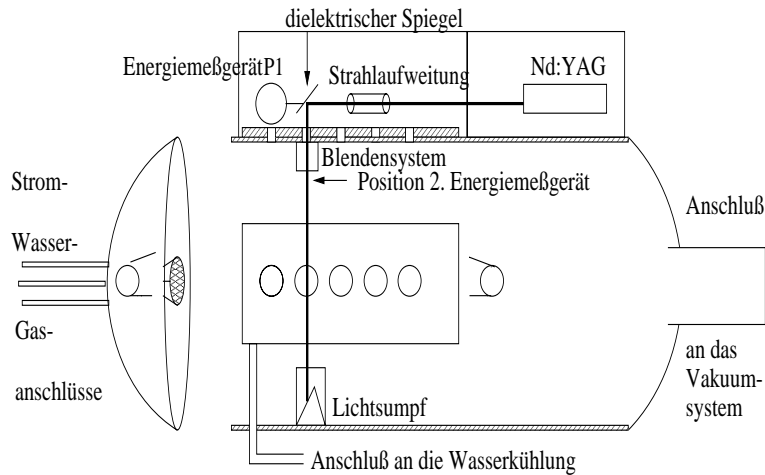 dielektrischer Spiegel
EnergiemeßgerätP1
Strahlaufweitung
Nd:YAG
Blendensystem
Position 2. Energiemeßgerät
Strom-
Wasser-
Gas-
anschlüsse
Anschluß
an das
Vakuum-
system
Lichtsumpf
Anschluß an die Wasserkühlung